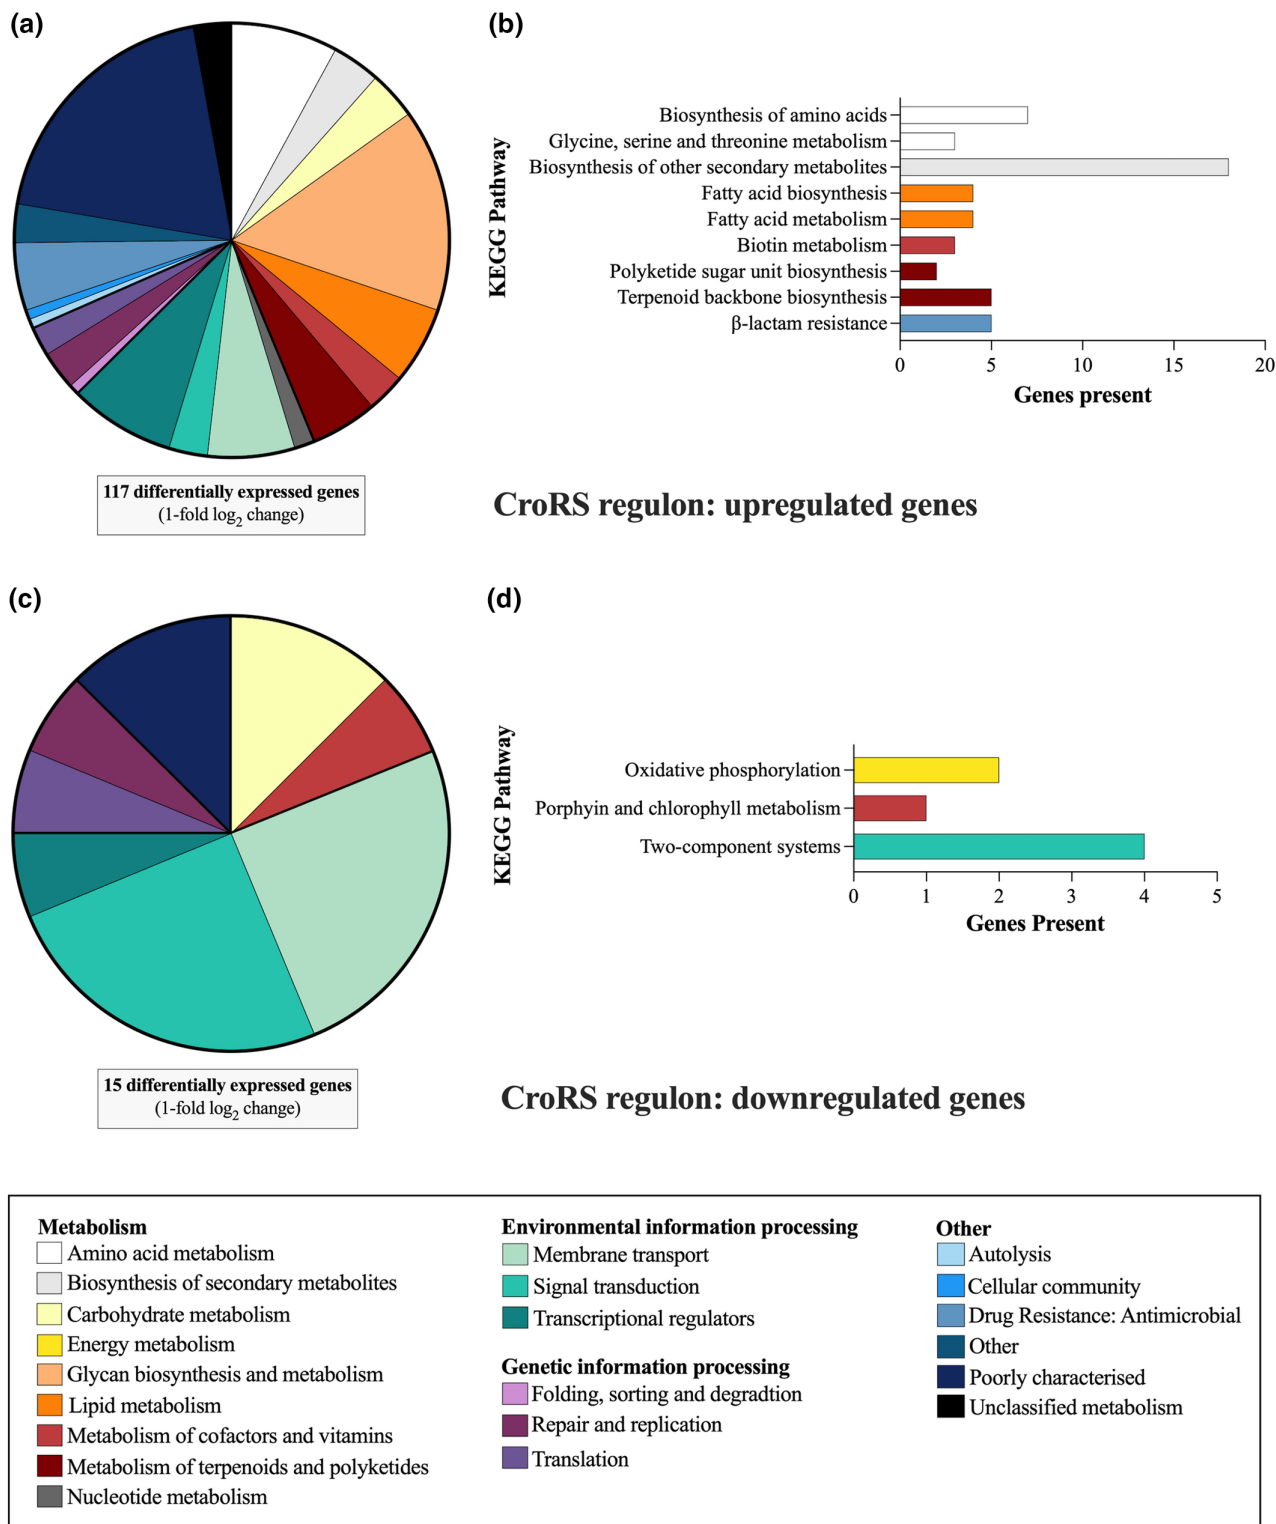 (a)
117 differentially expressed genes
(1-fold log2 change)
(b)
KEGG Pathway
Biosynthesis of amino acids
Glycine, serine and threonine metabolism
Biosynthesis of other secondary metabolites
Fatty acid biosynthesis
Fatty acid metabolism
Biotin metabolism
Polyketide sugar unit biosynthesis
Terpenoid backbone biosynthesis
β-lactam resistance
0 5 10 15 20
Genes present
CroRS regulon: upregulated genes
(c)
15 differentially expressed genes
(1-fold log2 change)
(d)
KEGG Pathway
Oxidative phosphorylation
Porphyin and chlorophyll metabolism
Two-component systems
0 1 2 3 4 5
Genes Present
CroRS regulon: downregulated genes
Metabolism
Amino acid metabolism
Biosynthesis of secondary metabolites
Carbohydrate metabolism
Energy metabolism
Glycan biosynthesis and metabolism
Lipid metabolism
Metabolism of cofactors and vitamins
Metabolism of terpenoids and polyketides
Nucleotide metabolism
Environmental information processing
Membrane transport
Signal transduction
Transcriptional regulators
Genetic information processing
Folding, sorting and degradtion
Repair and replication
Translation
Other
Autolysis
Cellular community
Drug Resistance: Antimicrobial
Other
Poorly characterised
Unclassified metabolism